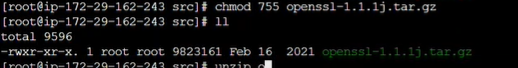 [root@ip-172-29-162-243 src]# chmod 755 openssl-1.1.1j.tar.gz
[root@ip-172-29-162-243 src]# ll
total 9596
-rwxr-xr-x. 1 root root 9823161 Feb 16  2021 openssl-1.1.1j.tar.gz
[root@ip-172-29-162-243 src]# unzip o